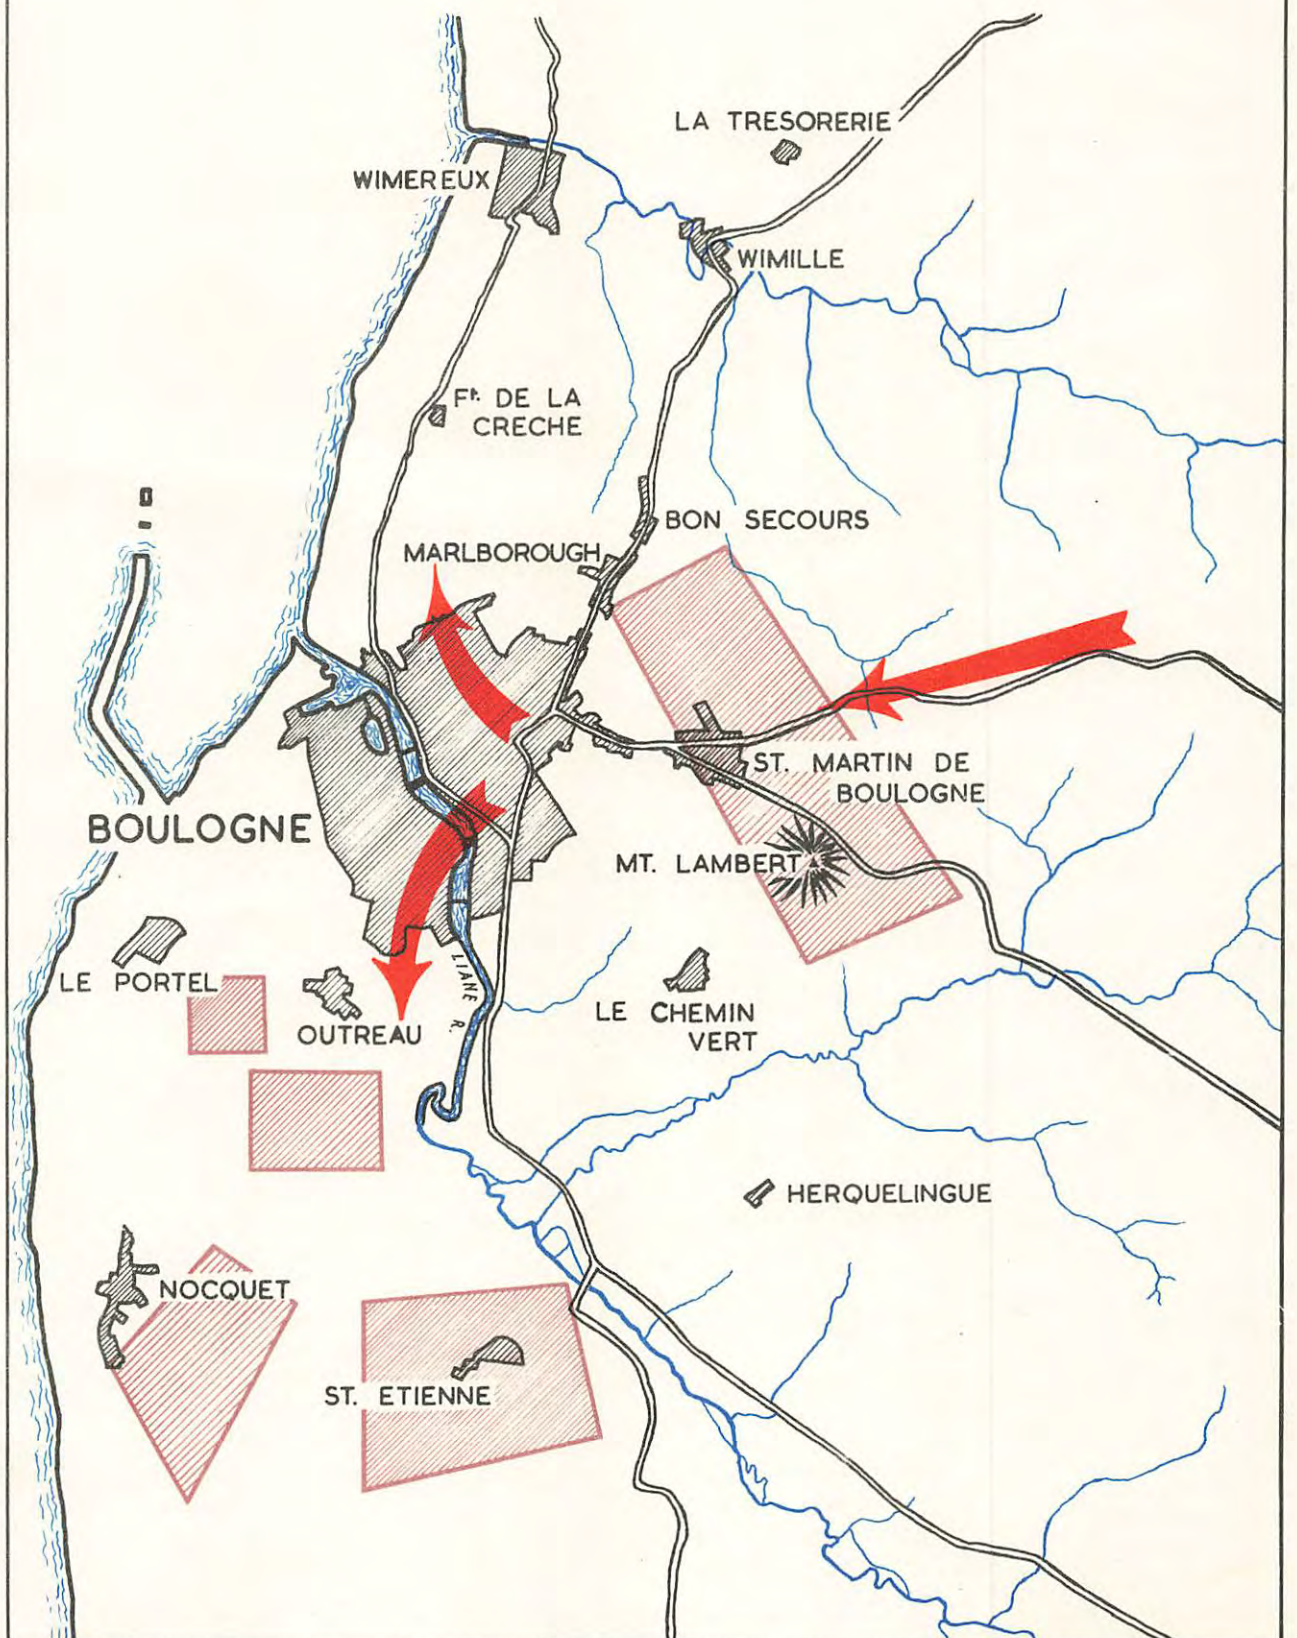 LA TRESORERIE
WIMEREUX
WIMILLE
Ft. DE LA
CRECHE
BON SECOURS
MARLBOROUGH
ST. MARTIN DE
BOULOGNE
BOULOGNE
MT. LAMBERT
LE PORTEL
LIANE R.
OUTREAU
LE CHEMIN
VERT
HERQUELINGUE
NOCQUET
ST. ETIENNE